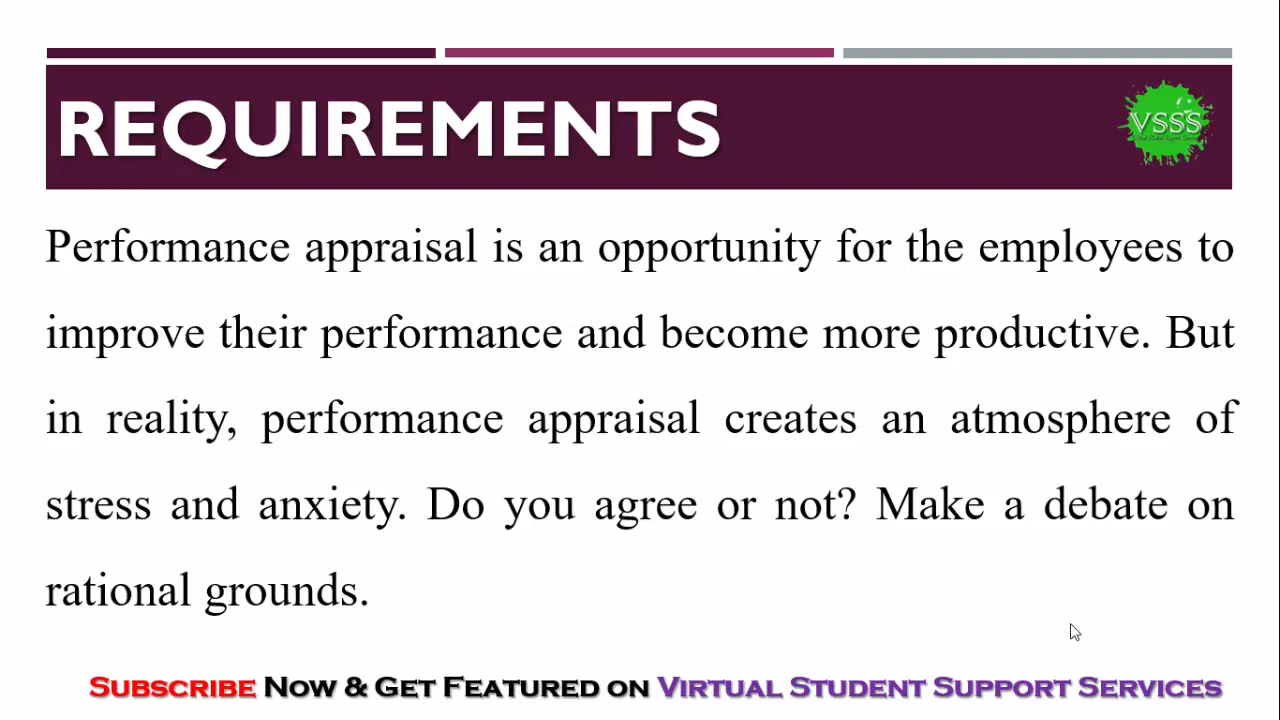 REQUIREMENTS
VSSS
Performance appraisal is an opportunity for the employees to
improve their performance and become more productive. But
in reality, performance appraisal creates an atmosphere of
stress and anxiety. Do you agree or not? Make a debate on
rational grounds.
SUBSCRIBE NOW & GET FEATURED ON VIRTUAL STUDENT SUPPORT SERVICES